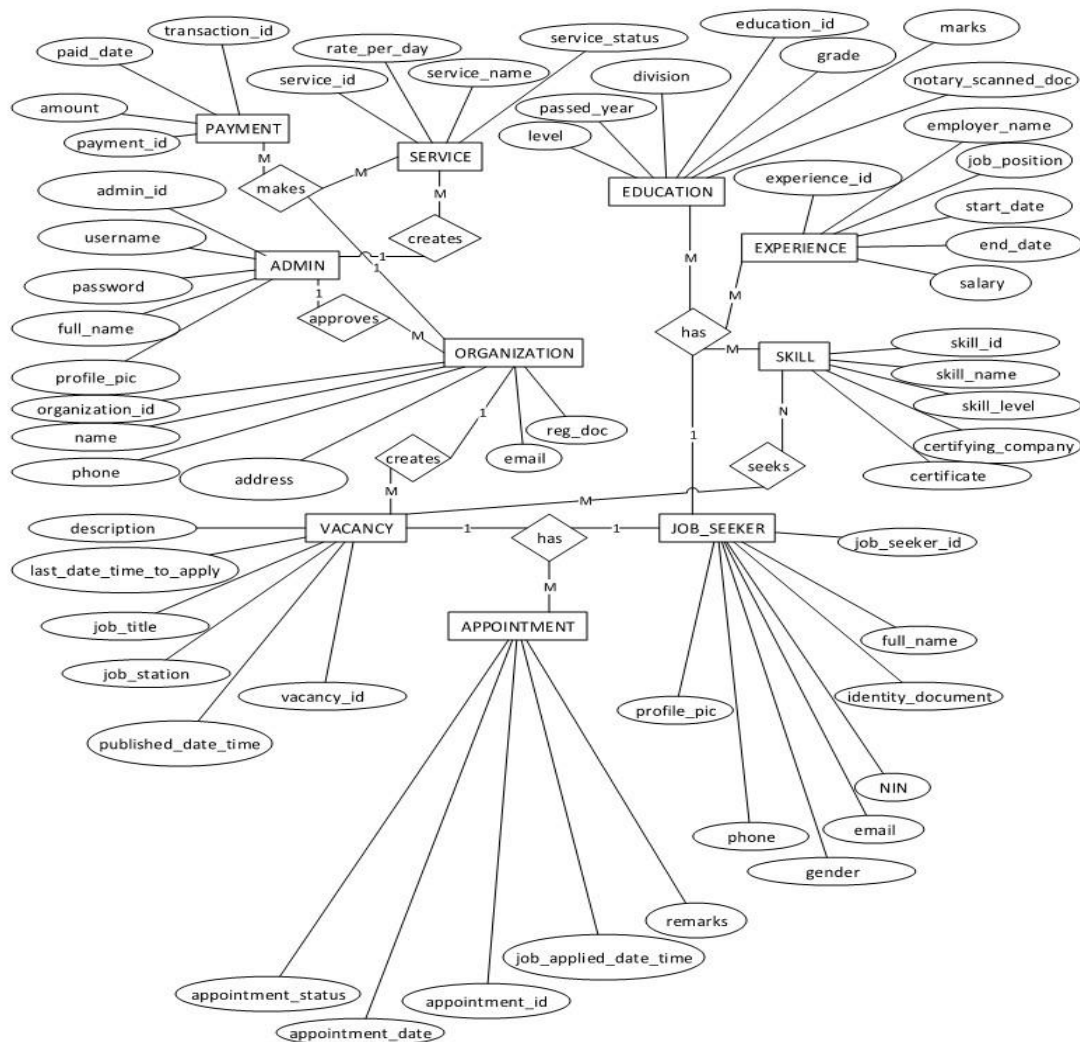 transaction_id
paid_date
amount
payment_id
PAYMENT
rate_per_day
service_status
service_id
service_name
SERVICE
education_id
marks
division
grade
passed_year
notary_scanned_doc
level
EDUCATION
employer_name
job_position
experience_id
start_date
EXPERIENCE
end_date
salary
M
makes
M
M
creates
1
admin_id
username
ADMIN
password
full_name
profile_pic
1
approves
M
1
M
M
has
M
1
SKILL
skill_id
skill_name
skill_level
certifying_company
certificate
N
seeks
M
ORGANIZATION
organization_id
name
phone
address
email
reg_doc
1
creates
M
description
VACANCY
1
has
1
JOB_SEEKER
job_seeker_id
last_date_time_to_apply
M
job_title
APPOINTMENT
full_name
job_station
vacancy_id
profile_pic
identity_document
published_date_time
NIN
phone
email
gender
remarks
job_applied_date_time
appointment_status
appointment_id
appointment_date